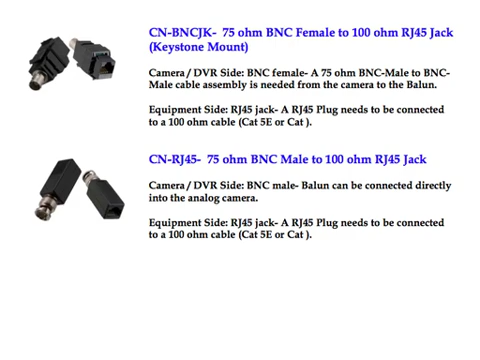 CN-BNCJK-  75 ohm BNC Female to 100 ohm RJ45 Jack
(Keystone Mount)
Camera / DVR Side: BNC female- A 75 ohm BNC-Male to BNC-
Male cable assembly is needed from the camera to the Balun.
Equipment Side: RJ45 jack- A RJ45 Plug needs to be connected
to a 100 ohm cable (Cat 5E or Cat ).
CN-RJ45-  75 ohm BNC Male to 100 ohm RJ45 Jack
Camera / DVR Side: BNC male- Balun can be connected directly
into the analog camera.
Equipment Side: RJ45 jack- A RJ45 Plug needs to be connected
to a 100 ohm cable (Cat 5E or Cat ).